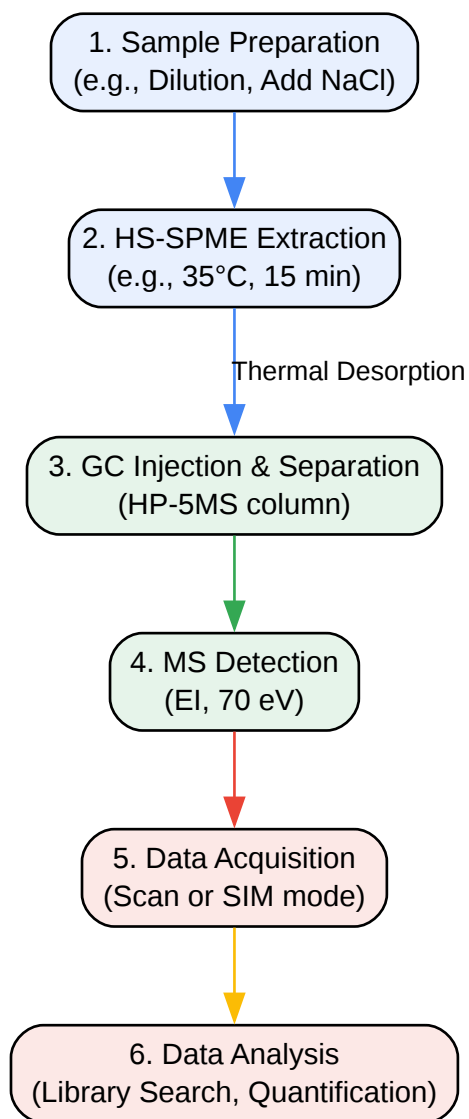 1. Sample Preparation
(e.g., Dilution, Add NaCl)
2. HS-SPME Extraction
(e.g., 35°C, 15 min)
Thermal Desorption
3. GC Injection & Separation
(HP-5MS column)
4. MS Detection
(EI, 70 eV)
5. Data Acquisition
(Scan or SIM mode)
6. Data Analysis
(Library Search, Quantification)